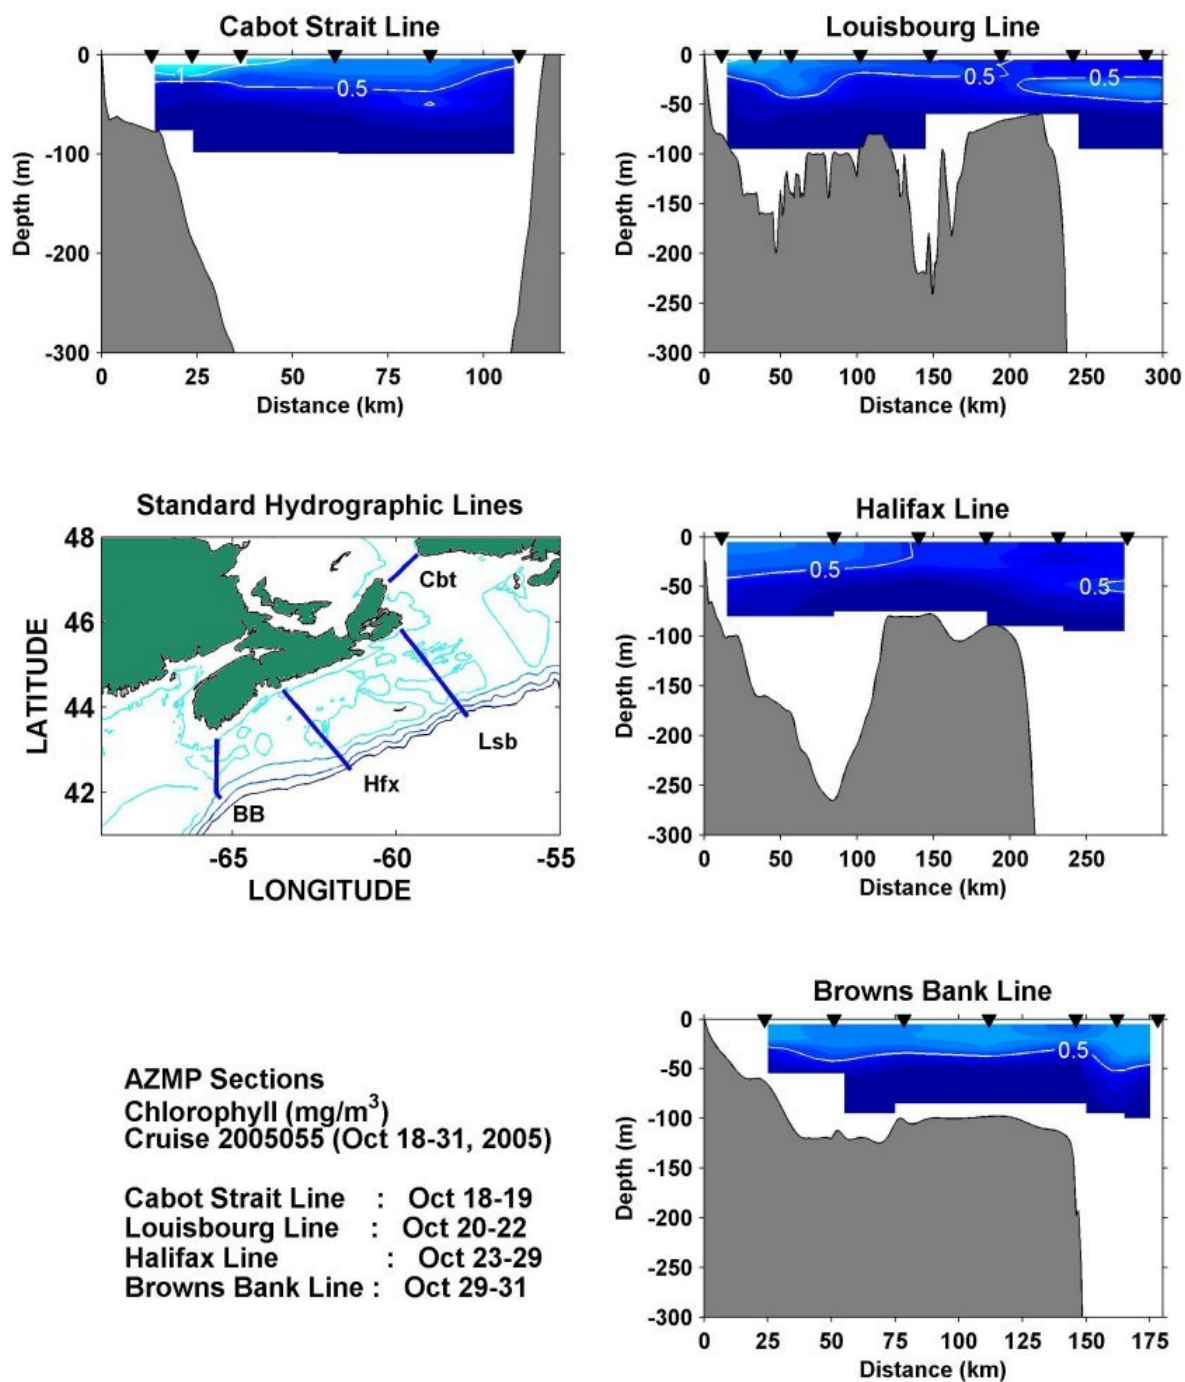 Cabot Strait Line
0
-50
-100
-150
-200
-250
-300
Depth (m)
1
0.5
0 25 50 75 100
Distance (km)
Louisbourg Line
0
-50
-100
-150
-200
-250
-300
Depth (m)
0.5
0.5
0 50 100 150 200 250 300
Distance (km)
Standard Hydrographic Lines
48
46
44
42
LATITUDE
Cbt
Lsb
Hfx
BB
-65 -60 -55
LONGITUDE
Halifax Line
0
-50
-100
-150
-200
-250
-300
Depth (m)
0.5
0.5
0 50 100 150 200 250
Distance (km)
AZMP Sections
Chlorophyll (mg/m³)
Cruise 2005055 (Oct 18-31, 2005)
Cabot Strait Line : Oct 18-19
Louisbourg Line : Oct 20-22
Halifax Line : Oct 23-29
Browns Bank Line : Oct 29-31
Browns Bank Line
0
-50
-100
-150
-200
-250
-300
Depth (m)
0.5
0 25 50 75 100 125 150 175
Distance (km)